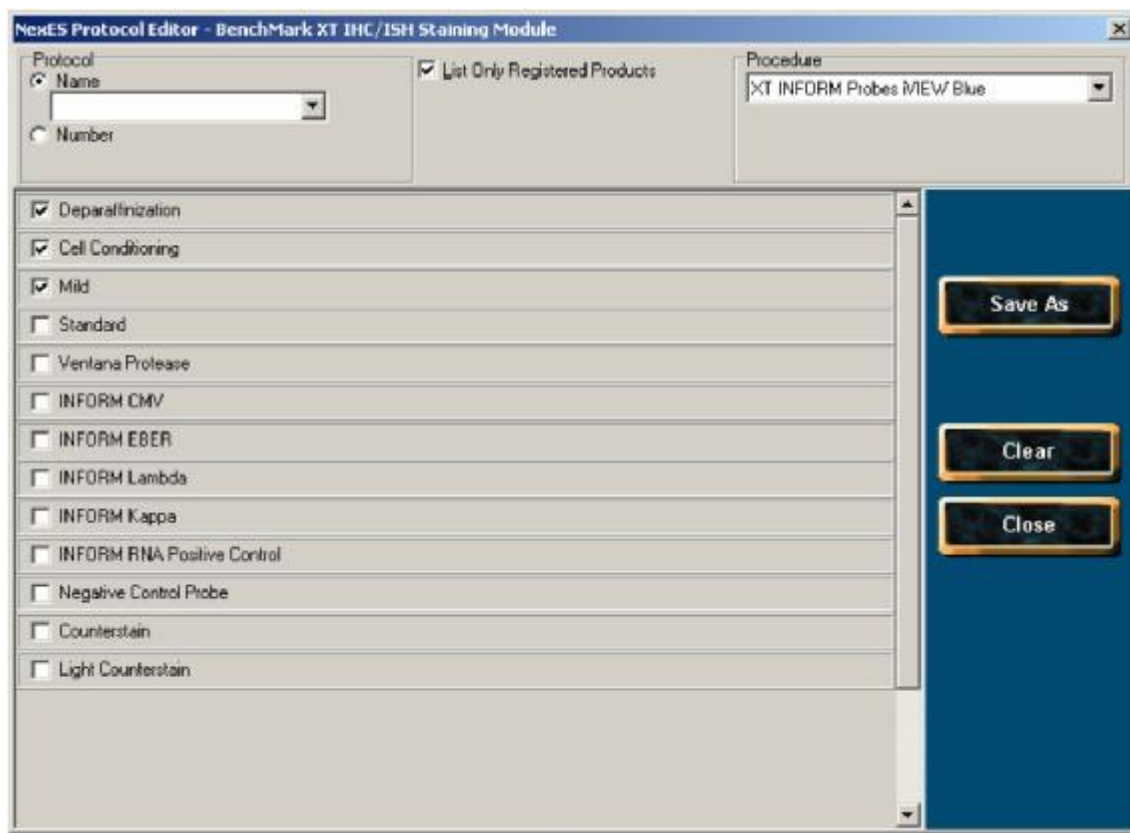 NexES Protocol Editor - BenchMark XT IHC/ISH Staining Module
Protocol
Name
Number
List Only Registered Products
Procedure
XT INFORM Probes iVIEW Blue
Deparaffinization
Cell Conditioning
Mild
Standard
Ventana Protease
INFORM CMV
INFORM EBER
INFORM Lambda
INFORM Kappa
INFORM RNA Positive Control
Negative Control Probe
Counterstain
Light Counterstain
Save As
Clear
Close